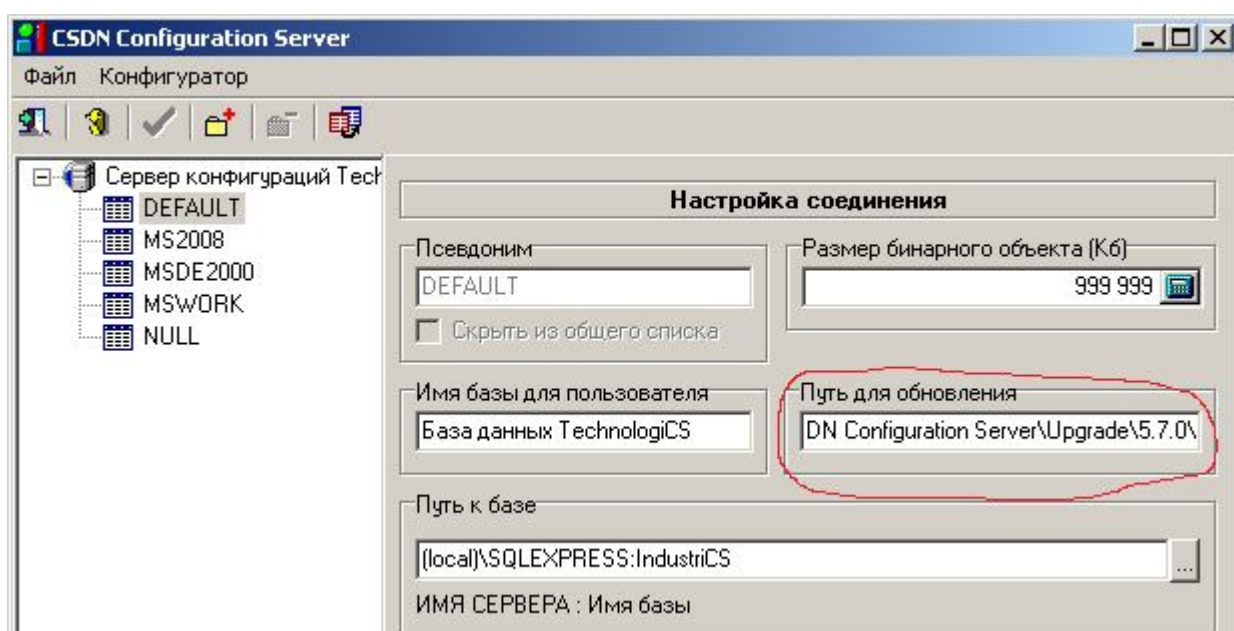 CSDN Configuration Server
Файл Конфигуратор
Сервер конфигураций Tech
DEFAULT
MS2008
MSDE2000
MSWORK
NULL
Настройка соединения
Псевдоним
DEFAULT
Скрыть из общего списка
Размер бинарного объекта (Кб)
999 999
Имя базы для пользователя
База данных TechnologiCS
Путь для обновления
DN Configuration Server\Upgrade\5.7.0\
Путь к базе
(local)\SQLEXPRESS:IndustriCS
...
ИМЯ СЕРВЕРА : Имя базы